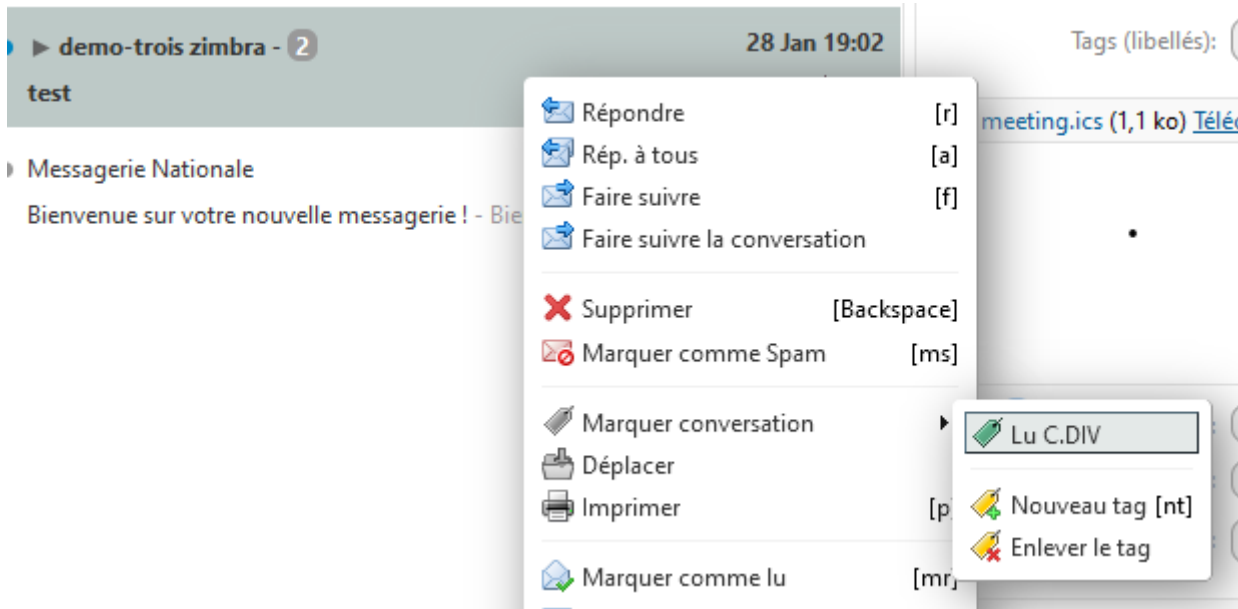 demo-trois zimbra - 2 28 Jan 19:02
test
Tags (libellés):
meeting.ics (1,1 ko)
Messagerie Nationale
Bienvenue sur votre nouvelle messagerie ! -
Répondre [r]
Rép. à tous [a]
Faire suivre [f]
Faire suivre la conversation
Supprimer [Backspace]
Marquer comme Spam [ms]
Marquer conversation
Déplacer
Imprimer [p
Marquer comme lu [mr]
Lu C.DIV
Nouveau tag [nt]
Enlever le tag